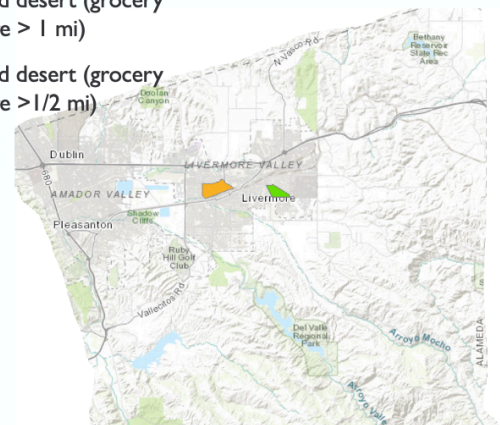 d desert (grocery
e > 1 mi)
d desert (grocery
e >1/2 mi)
N Vasco Rd
Bethany
Reservoir
State Rec
Area
Doolan
Canyon
Dublin
LIVERMORE VALLEY
680
AMADOR VALLEY
Livermore
Shadow
Cliffs
Pleasanton
Ruby
Hill Golf
Club
Vallecitos Rd
Del Valle
Regional
Park
Arroyo Mocho
ALAMEDA
Arroyo Valle